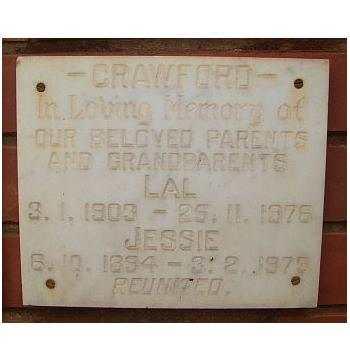 - CRAWFORD -
In Loving Memory of
OUR BELOVED PARENTS
AND GRANDPARENTS
LAL
3. 1. 1903 - 25. 11. 1976
JESSIE
6. 10. 1894 - 3. 2. 1975
REUNITED.